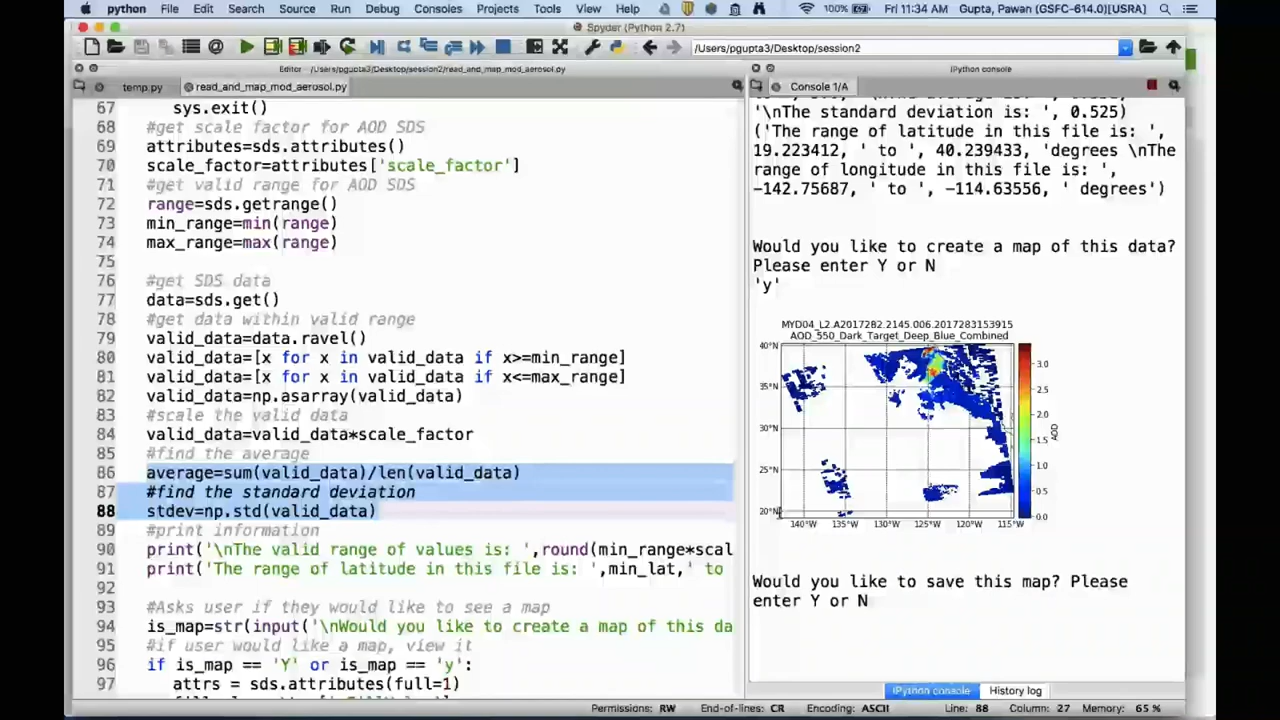 python File Edit Search Source Run Debug Consoles Projects Tools View Help 100% Fri 11:34 AM Gupta, Pawan (GSFC-614.0)[USRA]
Spyder (Python 2.7)
/Users/pgupta3/Desktop/session2
Editor - /Users/pgupta3/Desktop/session2/read_and_map_mod_aerosol.py
temp.py read_and_map_mod_aerosol.py
67 sys.exit()
68 #get scale factor for AOD SDS
69 attributes=sds.attributes()
70 scale_factor=attributes['scale_factor']
71 #get valid range for AOD SDS
72 range=sds.getrange()
73 min_range=min(range)
74 max_range=max(range)
75
76 #get SDS data
77 data=sds.get()
78 #get data within valid range
79 valid_data=data.ravel()
80 valid_data=[x for x in valid_data if x>=min_range]
81 valid_data=[x for x in valid_data if x<=max_range]
82 valid_data=np.asarray(valid_data)
83 #scale the valid data
84 valid_data=valid_data*scale_factor
85 #find the average
86 average=sum(valid_data)/len(valid_data)
87 #find the standard deviation
88 stdev=np.std(valid_data)
89 #print information
90 print('\nThe valid range of values is: ',round(min_range*scal
91 print('The range of latitude in this file is: ',min_lat,' to
92
93 #Asks user if they would like to see a map
94 is_map=str(input('\nWould you like to create a map of this da
95 #if user would like a map, view it
96 if is_map == 'Y' or is_map == 'y':
97 attrs = sds.attributes(full=1)
IPython console
Console 1/A
'\nThe standard deviation is: ', 0.525)
('The range of latitude in this file is: ',
19.223412, ' to ', 40.239433, 'degrees \nThe
range of longitude in this file is: ',
-142.75687, ' to ', -114.63556, ' degrees')
Would you like to create a map of this data?
Please enter Y or N
'y'
MYD04_L2.A2017282.2145.006.2017283153915
AOD_550_Dark_Target_Deep_Blue_Combined
40°N
35°N
30°N
25°N
20°N
140°W 135°W 130°W 125°W 120°W 115°W
3.0
2.5
2.0
1.5
1.0
0.5
0.0
AOD
Would you like to save this map? Please
enter Y or N
IPython console History log
Permissions: RW End-of-lines: CR Encoding: ASCII Line: 88 Column: 27 Memory: 65 %